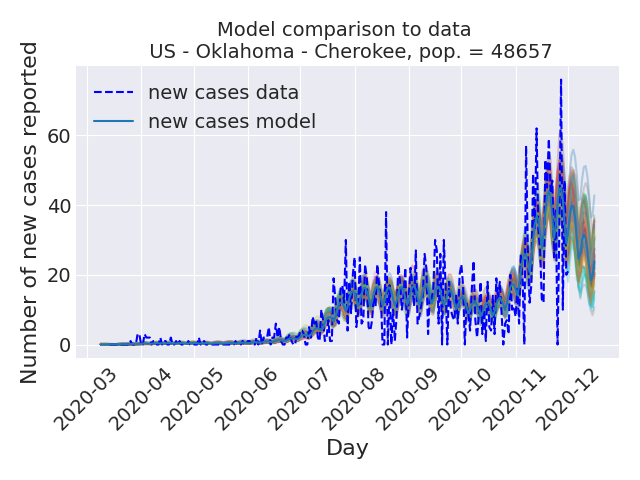 Model comparison to data
US - Oklahoma - Cherokee, pop. = 48657
Number of new cases reported
new cases data
new cases model
60
40
20
0
2020-03
2020-04
2020-05
2020-06
2020-07
2020-08
2020-09
2020-10
2020-11
2020-12
Day